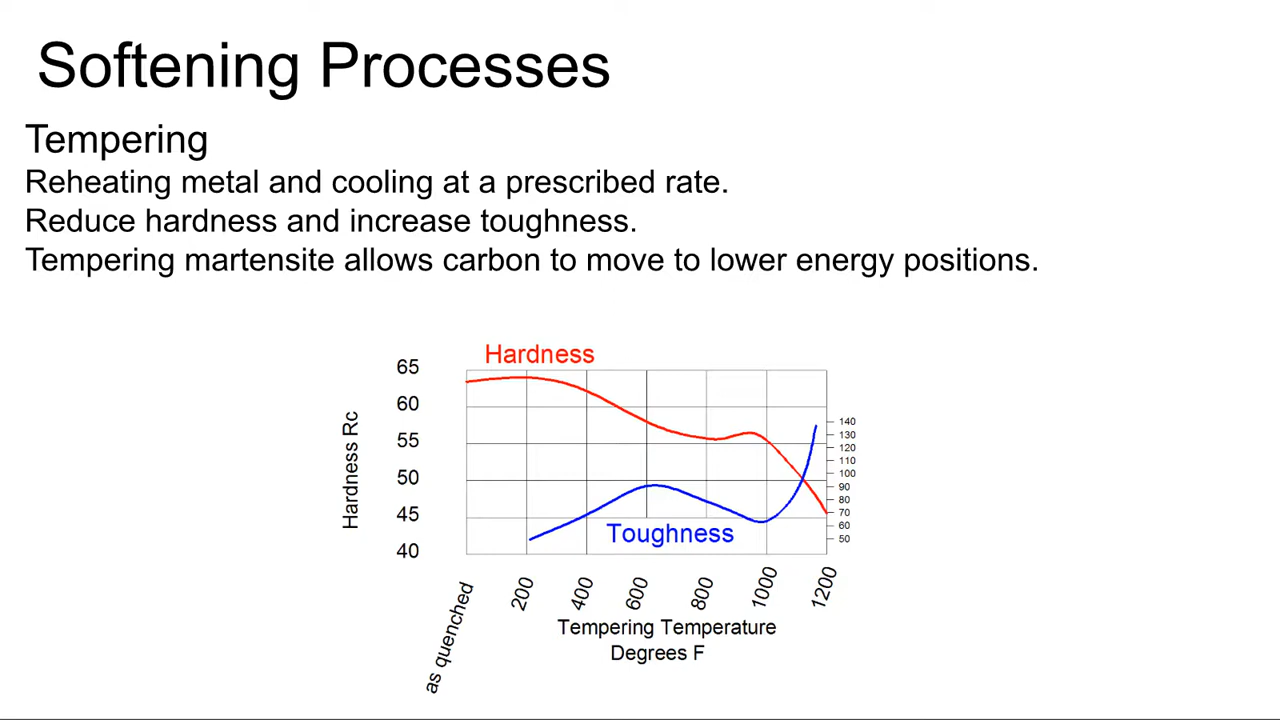 Softening Processes
Tempering
Reheating metal and cooling at a prescribed rate.
Reduce hardness and increase toughness.
Tempering martensite allows carbon to move to lower energy positions.
Hardness
65
60
55
50
45
40
Hardness Rc
140
130
120
110
100
90
80
70
60
50
Toughness
as quenched
200
400
600
800
1000
1200
Tempering Temperature
Degrees F